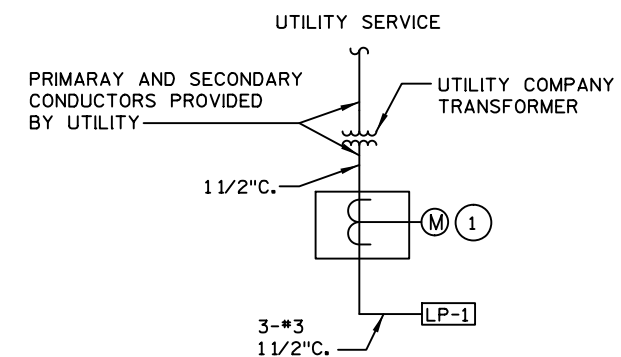 UTILITY SERVICE
PRIMARAY AND SECONDARY
CONDUCTORS PROVIDED
BY UTILITY
UTILITY COMPANY
TRANSFORMER
1 1/2"C.
M
1
LP-1
3-#3
1 1/2"C.